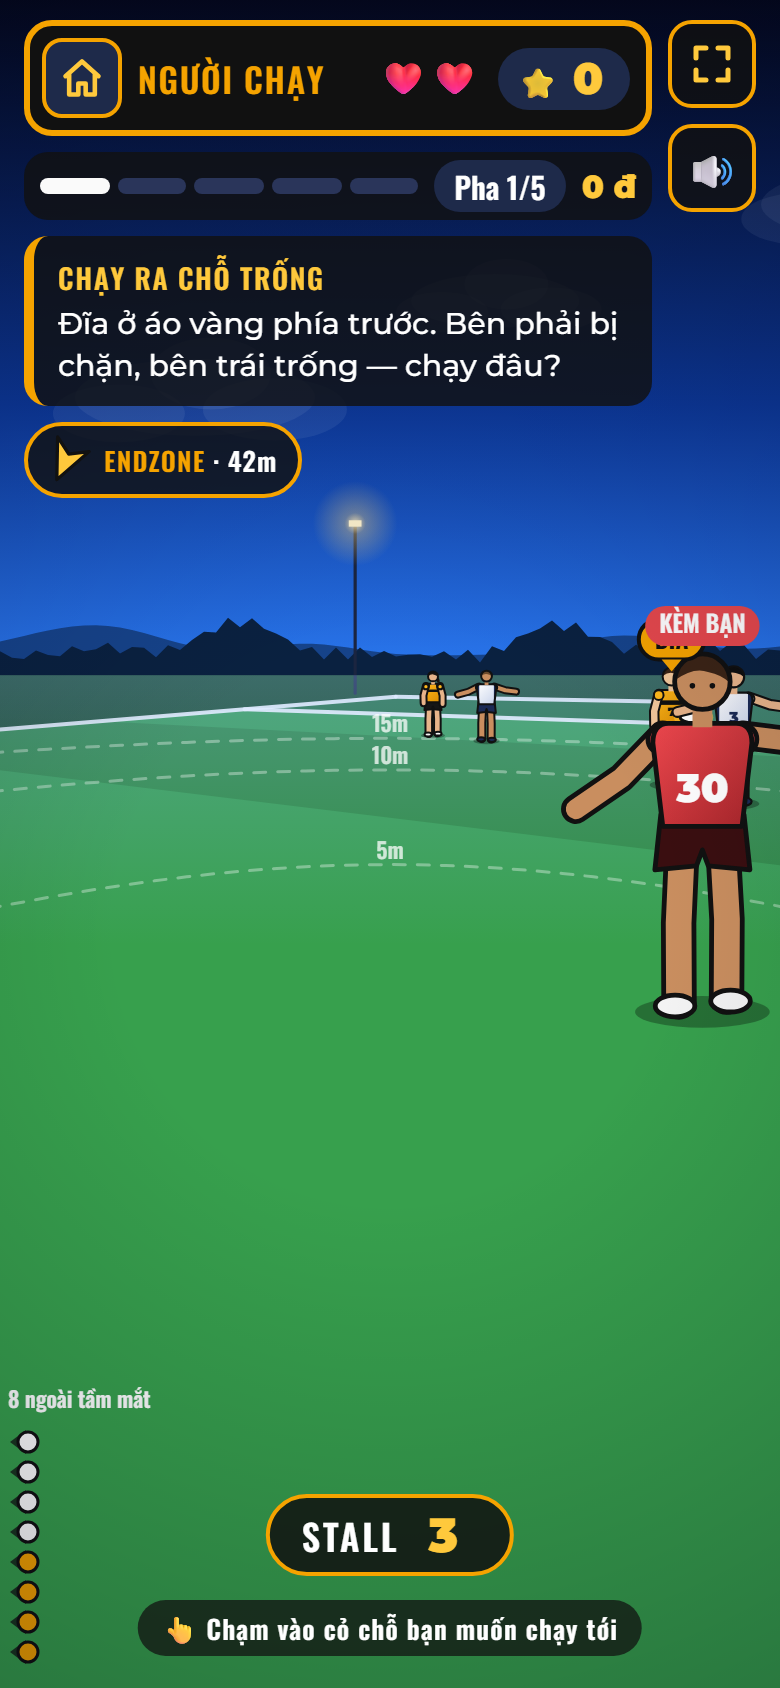 NGƯỜI CHẠY
0
Pha 1/5
0 đ
CHẠY RA CHỖ TRỐNG
Đĩa ở áo vàng phía trước. Bên phải bị
chặn, bên trái trống — chạy đâu?
ENDZONE · 42m
KÈM BẠN
15m
10m
3
30
5m
8 ngoài tầm mắt
STALL 3
Chạm vào cỏ chỗ bạn muốn chạy tới